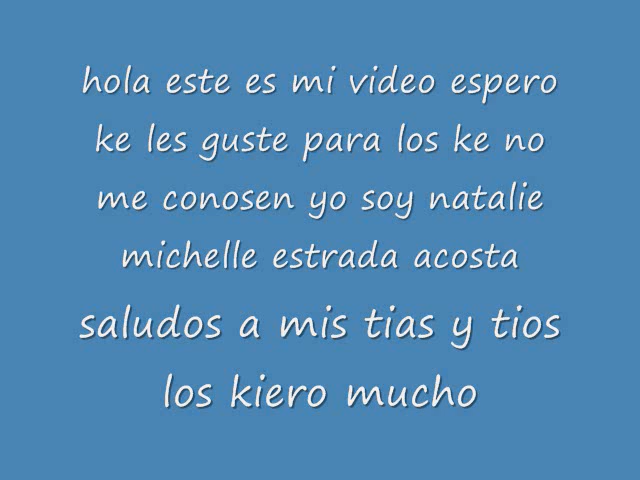 hola este es mi video espero
ke les guste para los ke no
me conosen yo soy natalie
michelle estrada acosta
saludos a mis tias y tios
los kiero mucho